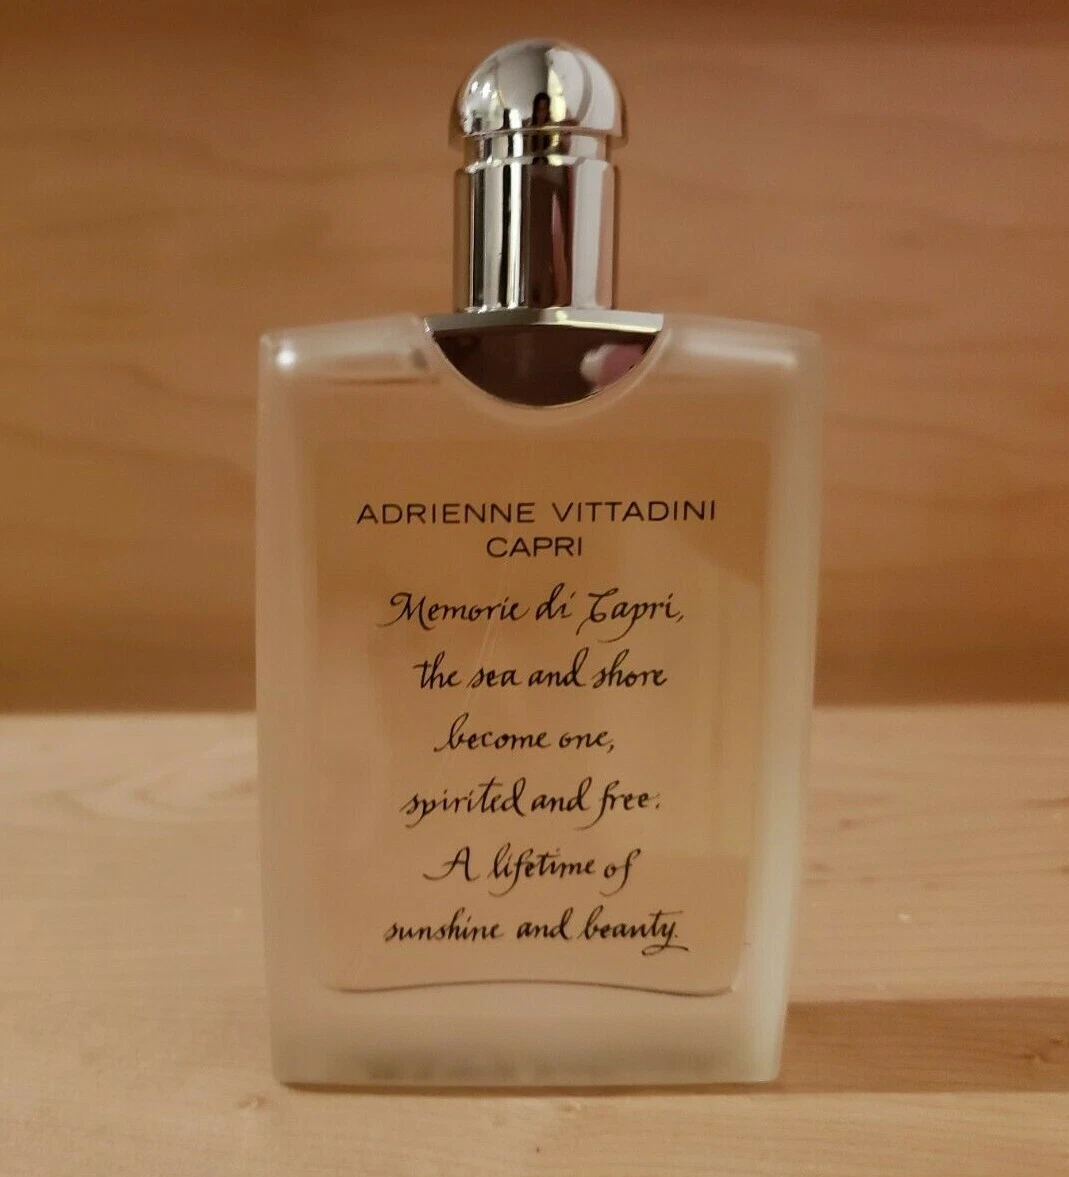 ADRIENNE VITTADINI
CAPRI
Memorie di Capri,
the sea and shore
become one,
spirited and free.
A lifetime of
sunshine and beauty.